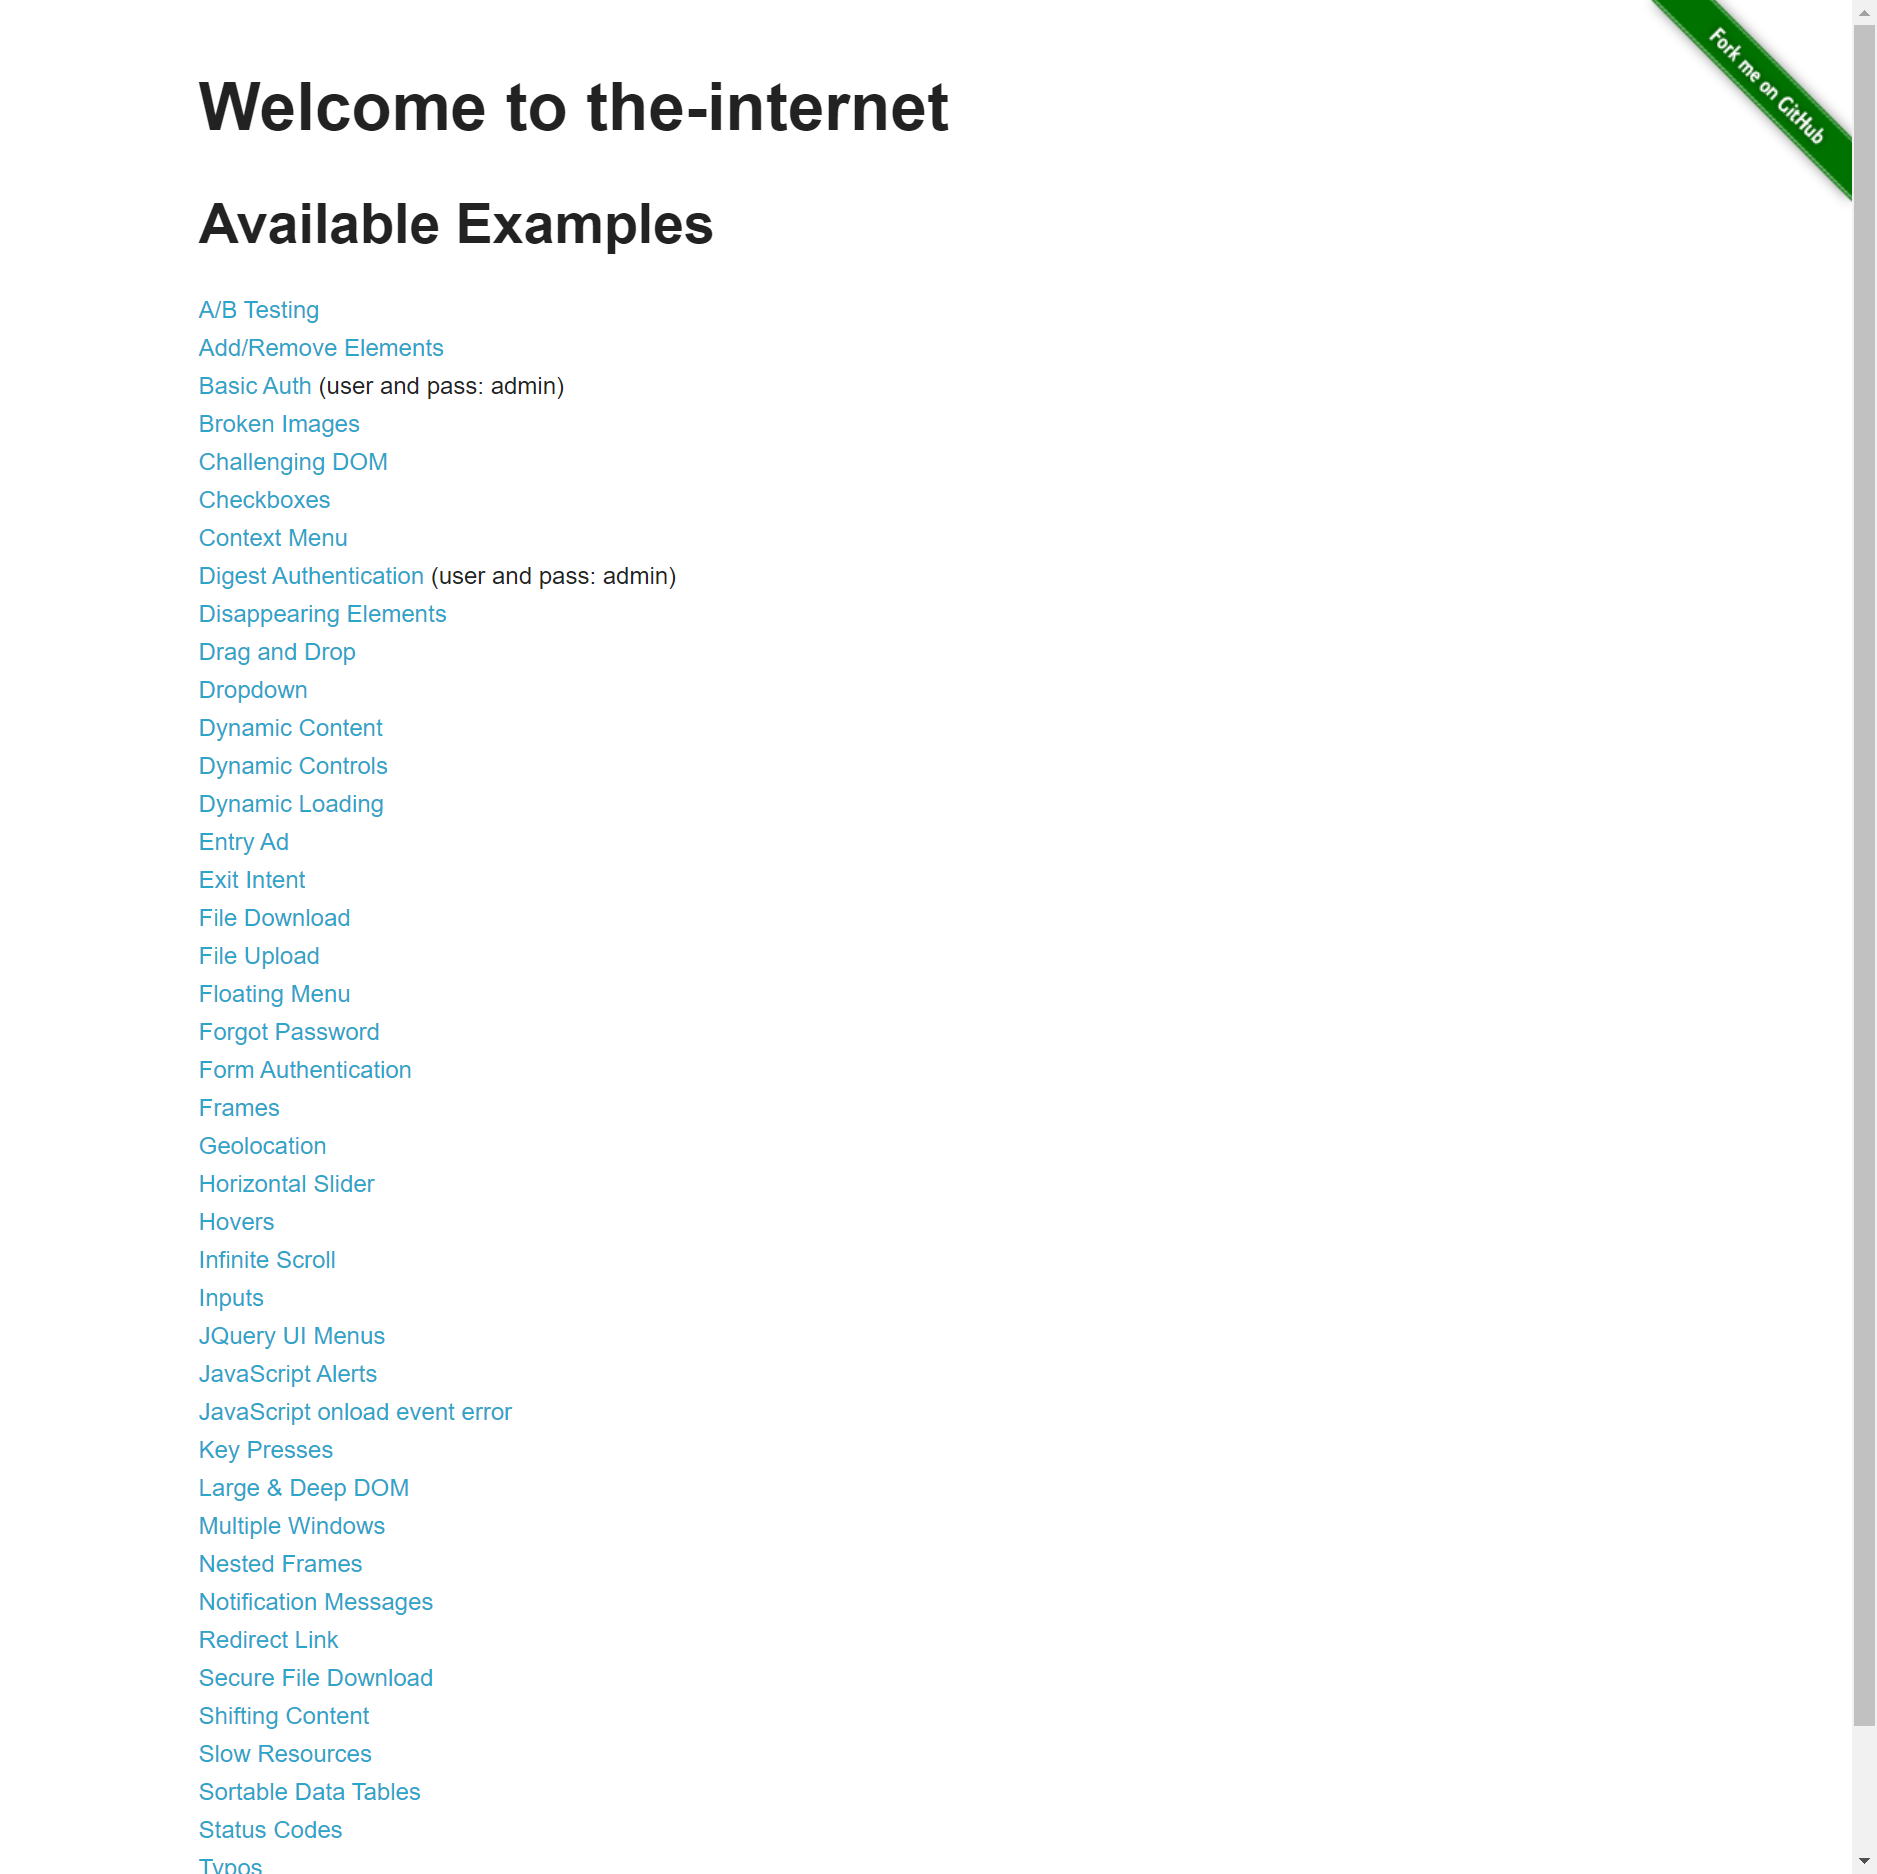 Fork me on GitHub
Welcome to the-internet
Available Examples
A/B Testing
Add/Remove Elements
Basic Auth (user and pass: admin)
Broken Images
Challenging DOM
Checkboxes
Context Menu
Digest Authentication (user and pass: admin)
Disappearing Elements
Drag and Drop
Dropdown
Dynamic Content
Dynamic Controls
Dynamic Loading
Entry Ad
Exit Intent
File Download
File Upload
Floating Menu
Forgot Password
Form Authentication
Frames
Geolocation
Horizontal Slider
Hovers
Infinite Scroll
Inputs
JQuery UI Menus
JavaScript Alerts
JavaScript onload event error
Key Presses
Large & Deep DOM
Multiple Windows
Nested Frames
Notification Messages
Redirect Link
Secure File Download
Shifting Content
Slow Resources
Sortable Data Tables
Status Codes
Typos